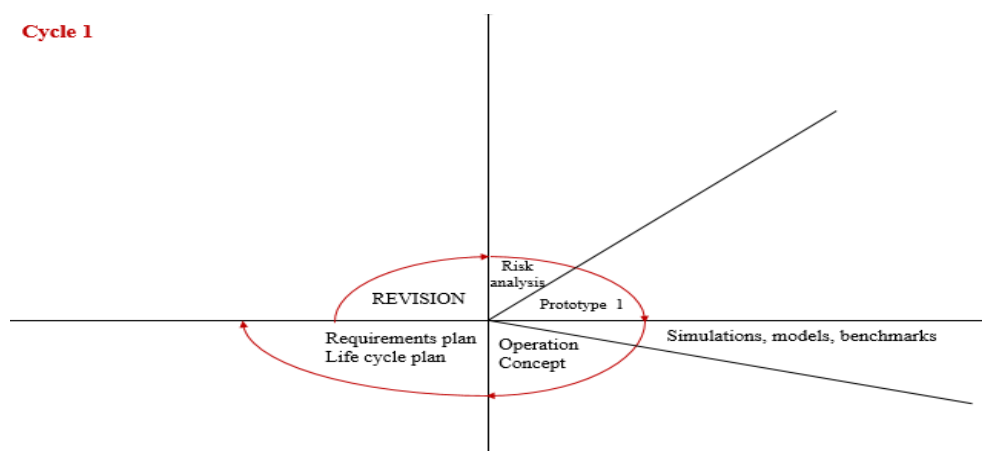 Cycle 1
Risk
analysis
REVISION
Prototype 1
Requirements plan
Life cycle plan
Operation
Concept
Simulations, models, benchmarks